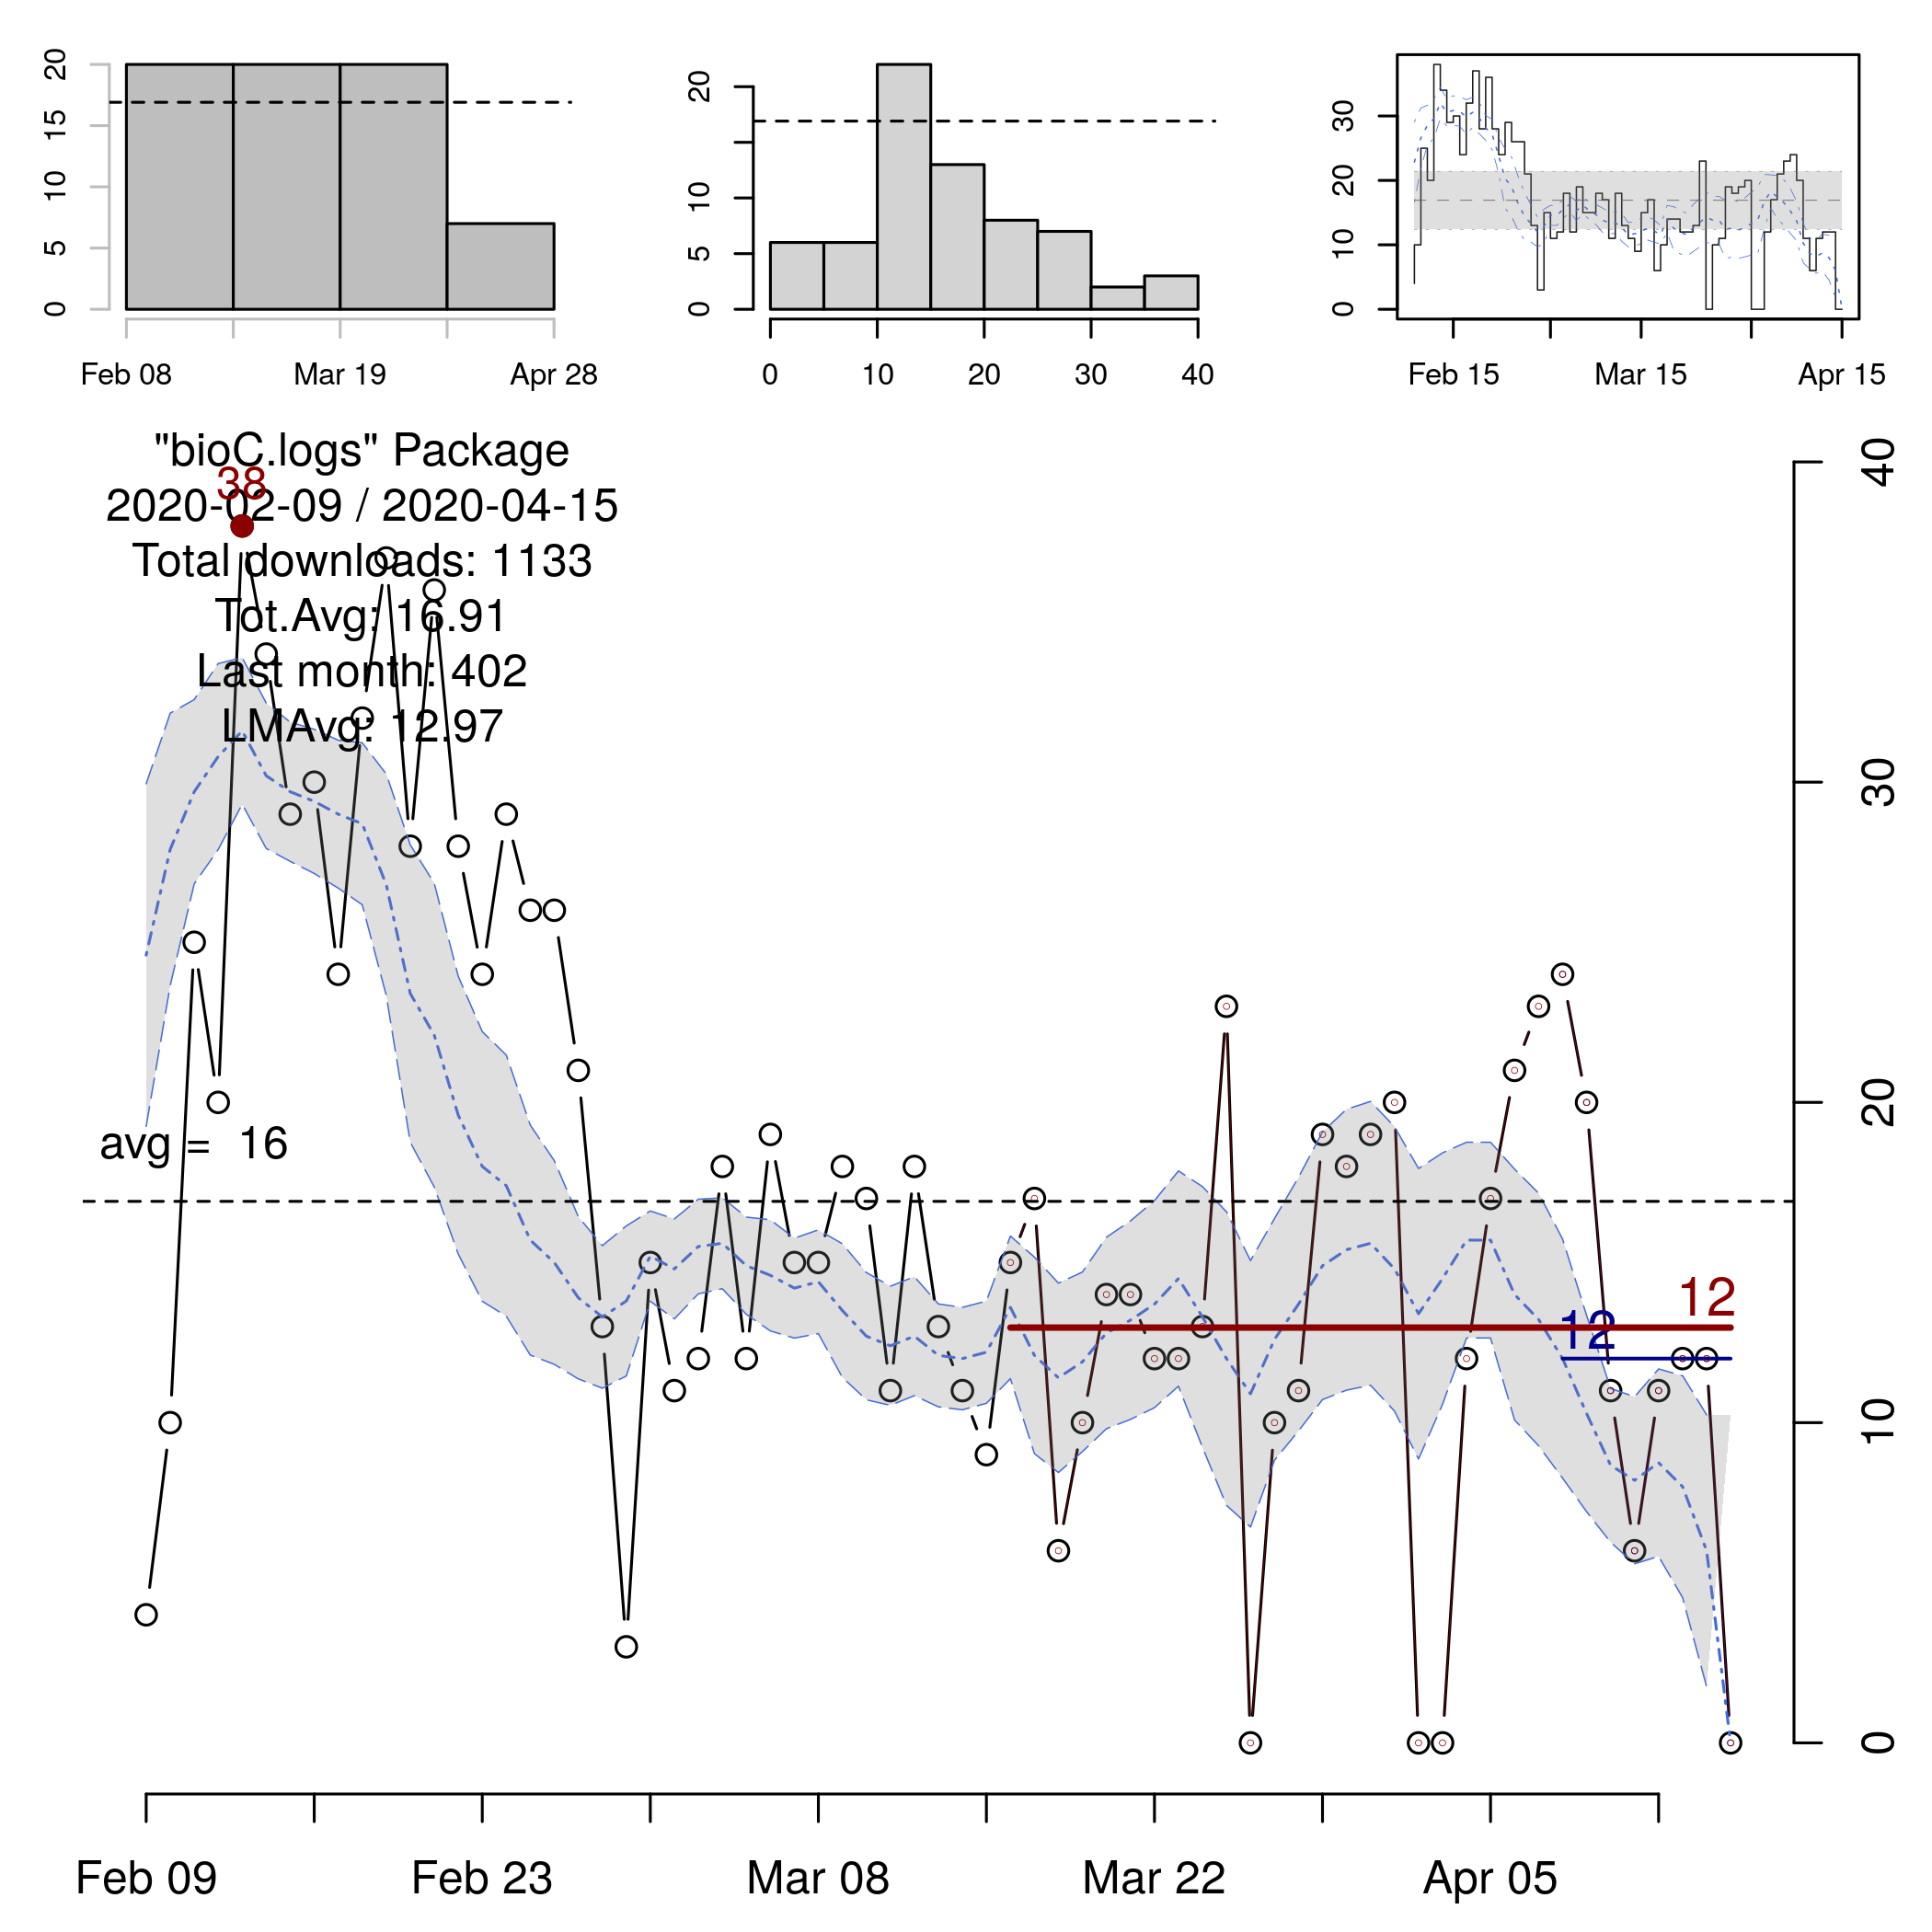 20
15
10
5
0
Feb 08 Mar 19 Apr 28
20
10
5
0
0 10 20 30 40
30
20
10
0
Feb 15 Mar 15 Apr 15
"bioC.logs" Package
38
2020-02-09 / 2020-04-15
Total downloads: 1133
Tot.Avg: 16.91
Last month: 402
LMAvg: 12.97
avg = 16
12
12
40
30
20
10
0
Feb 09 Feb 23 Mar 08 Mar 22 Apr 05